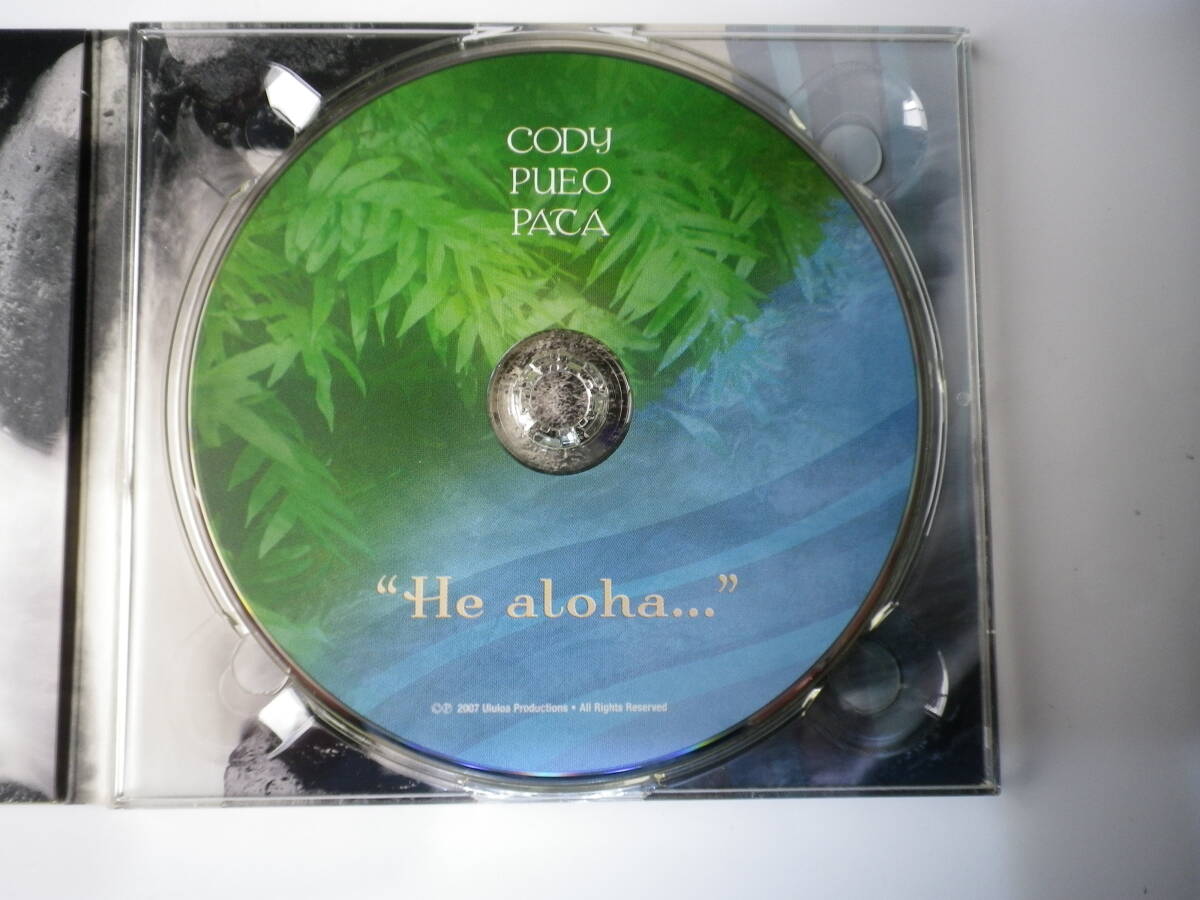 CODY
PUEO
PATA
“He aloha...”
©℗ 2007 Ululoa Productions • All Rights Reserved